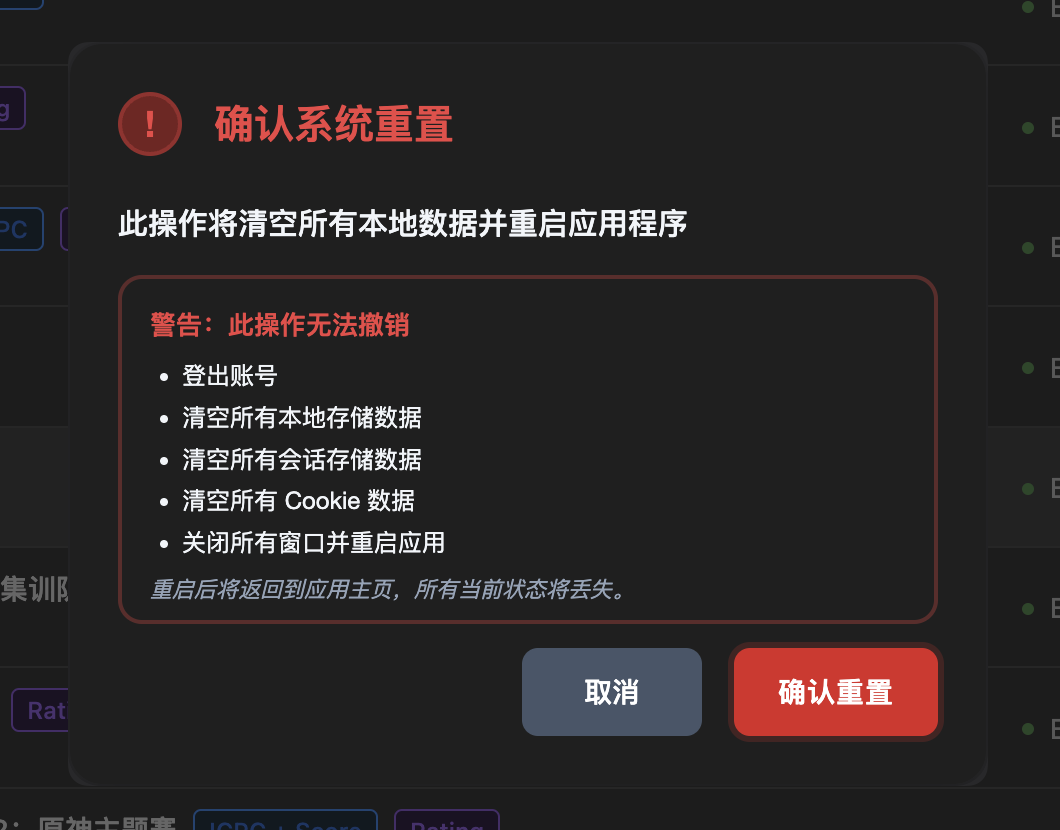 !
确认系统重置
此操作将清空所有本地数据并重启应用程序
警告：此操作无法撤销
• 登出账号
• 清空所有本地存储数据
• 清空所有会话存储数据
• 清空所有 Cookie 数据
• 关闭所有窗口并重启应用
重启后将返回到应用主页，所有当前状态将丢失。
取消
确认重置
PC
集训队
Rat
原神主题赛
ICPC + Score
Rating